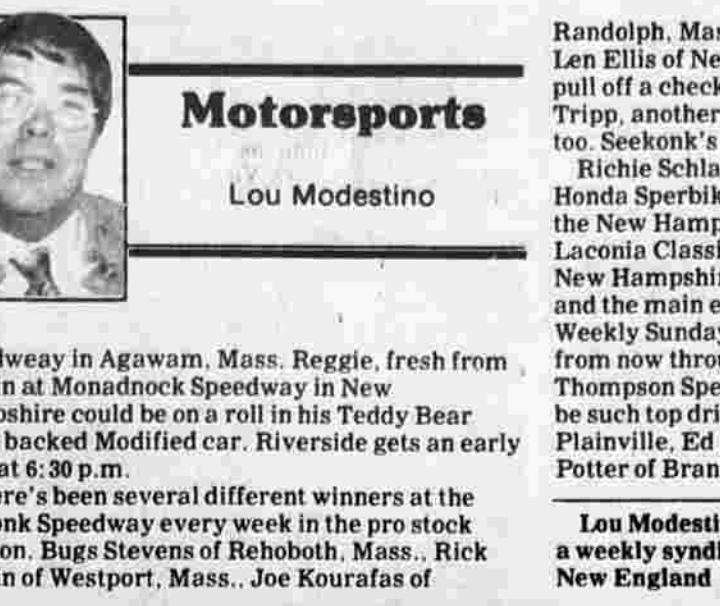 Motorsports
Lou Modestino
lweay in Agawam, Mass. Reggie, fresh from
n at Monadnock Speedway in New
pshire could be on a roll in his Teddy Bear
backed Modified car. Riverside gets an early
at 6:30 p.m.
ere's been several different winners at the
onk Speedway every week in the pro stock
on. Bugs Stevens of Rehoboth, Mass., Rick
n of Westport, Mass., Joe Kourafas of
Randolph, Mas
Len Ellis of Ne
pull off a check
Tripp, another
too. Seekonk's
Richie Schla
Honda Sperbik
the New Hamp
Laconia Classi
New Hampshir
and the main e
Weekly Sunday
from now throu
Thompson Spe
be such top dri
Plainville, Ed
Potter of Bran
Lou Modesti
a weekly syndi
New England